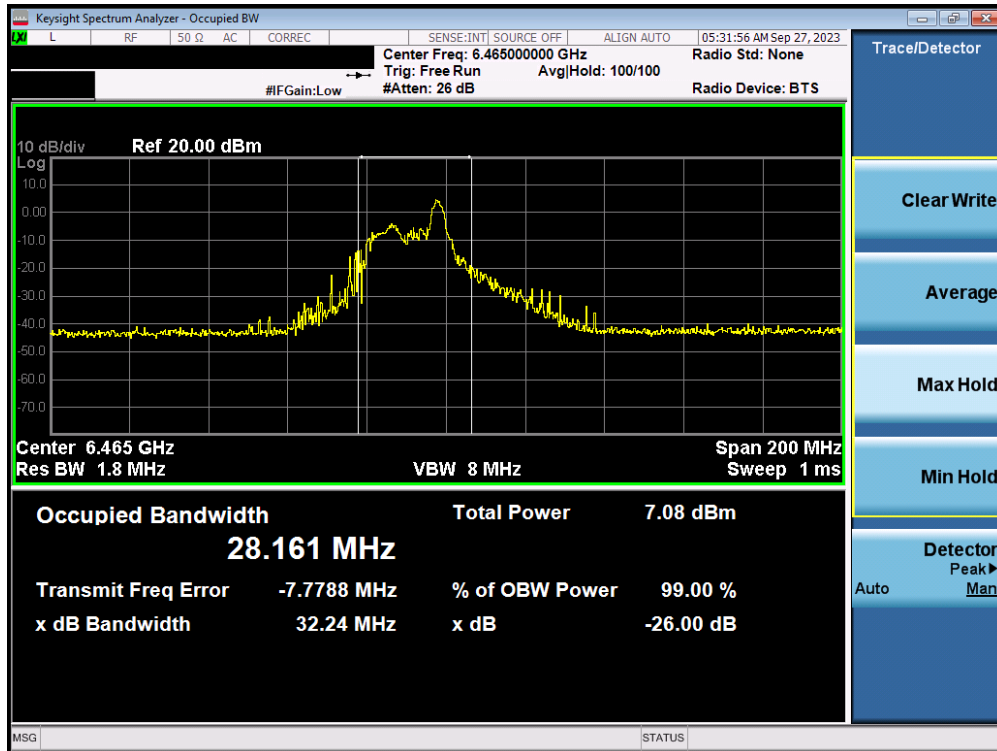 Keysight Spectrum Analyzer - Occupied BW
LXI L RF 50 Ω AC CORREC SENSE:INT SOURCE OFF ALIGN AUTO 05:31:56 AM Sep 27, 2023
Center Freq: 6.465000000 GHz Radio Std: None
Trig: Free Run Avg|Hold: 100/100
#IFGain:Low #Atten: 26 dB Radio Device: BTS
Trace/Detector
10 dB/div Ref 20.00 dBm
Log
10.0
0.00
-10.0
-20.0
-30.0
-40.0
-50.0
-60.0
-70.0
Center 6.465 GHz Span 200 MHz
Res BW 1.8 MHz VBW 8 MHz Sweep 1 ms
Occupied Bandwidth Total Power 7.08 dBm
28.161 MHz
Transmit Freq Error -7.7788 MHz % of OBW Power 99.00 %
x dB Bandwidth 32.24 MHz x dB -26.00 dB
Clear Write
Average
Max Hold
Min Hold
Detector
Peak▶
Auto Man
MSG STATUS